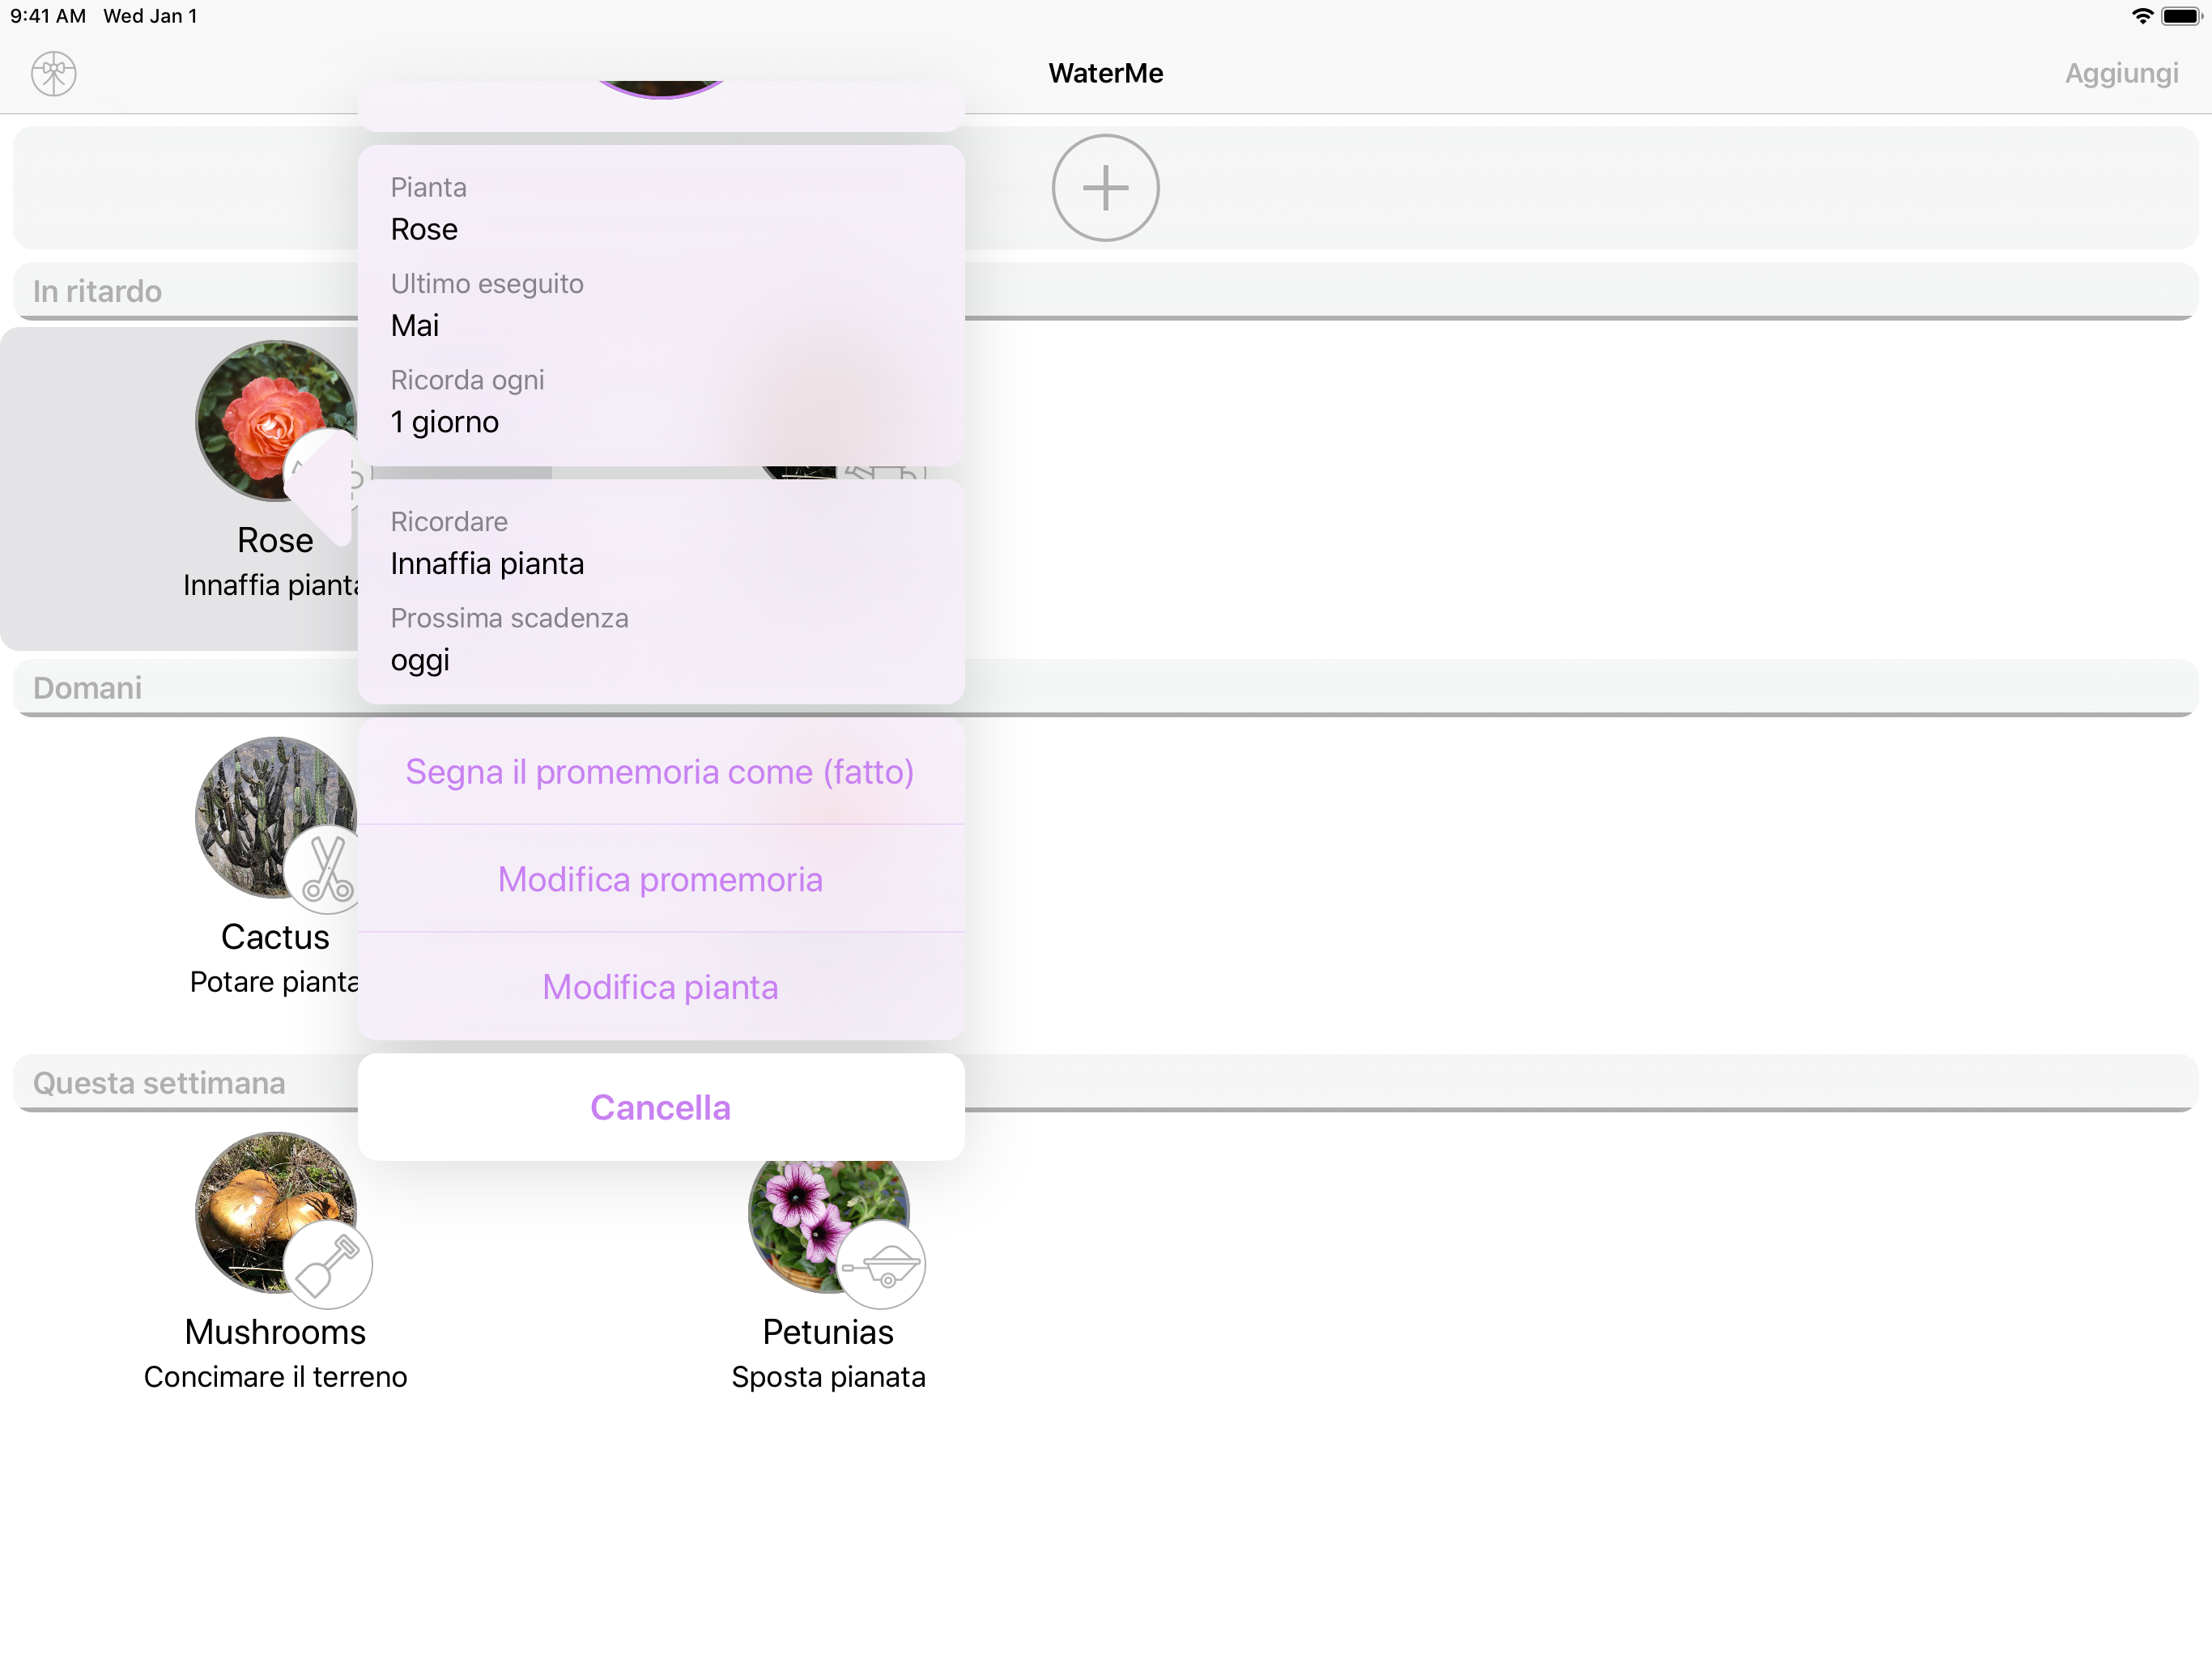 9:41 AM Wed Jan 1
WaterMe
Aggiungi
Pianta
Rose
Ultimo eseguito
Mai
Ricorda ogni
1 giorno
Ricordare
Innaffia pianta
Prossima scadenza
oggi
Segna il promemoria come (fatto)
Modifica promemoria
Modifica pianta
Cancella
In ritardo
Rose
Innaffia pianta
Domani
Cactus
Potare pianta
Questa settimana
Mushrooms
Concimare il terreno
Petunias
Sposta pianata